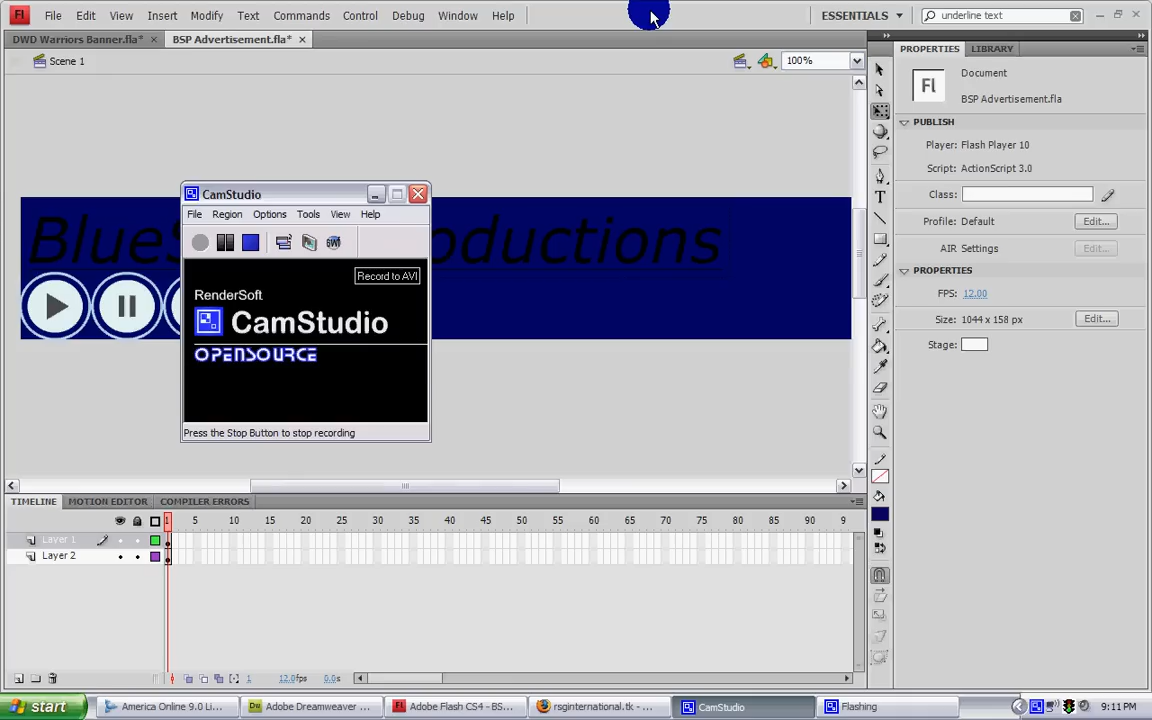 Fl File Edit View Insert Modify Text Commands Control Debug Window Help ESSENTIALS underline text
DWD Warriors Banner.fla* BSP Advertisement.fla* PROPERTIES LIBRARY
Scene 1 100%
Fl Document
BSP Advertisement.fla
PUBLISH
Player: Flash Player 10
Script: ActionScript 3.0
Class:
Profile: Default Edit...
AIR Settings Edit...
PROPERTIES
FPS: 12.00
Size: 1044 x 158 px Edit...
Stage:
CamStudio
File Region Options Tools View Help
Record to AVI
RenderSoft
CamStudio
OPENSOURCE
Press the Stop Button to stop recording
TIMELINE MOTION EDITOR COMPILER ERRORS
1 5 10 15 20 25 30 35 40 45 50 55 60 65 70 75 80 85 90 9
Layer 1
Layer 2
1 12.0fps 0.0s
start America Online 9.0 Li... Adobe Dreamweaver ... Adobe Flash CS4 - BS... rsginternational.tk - ... CamStudio Flashing 9:11 PM